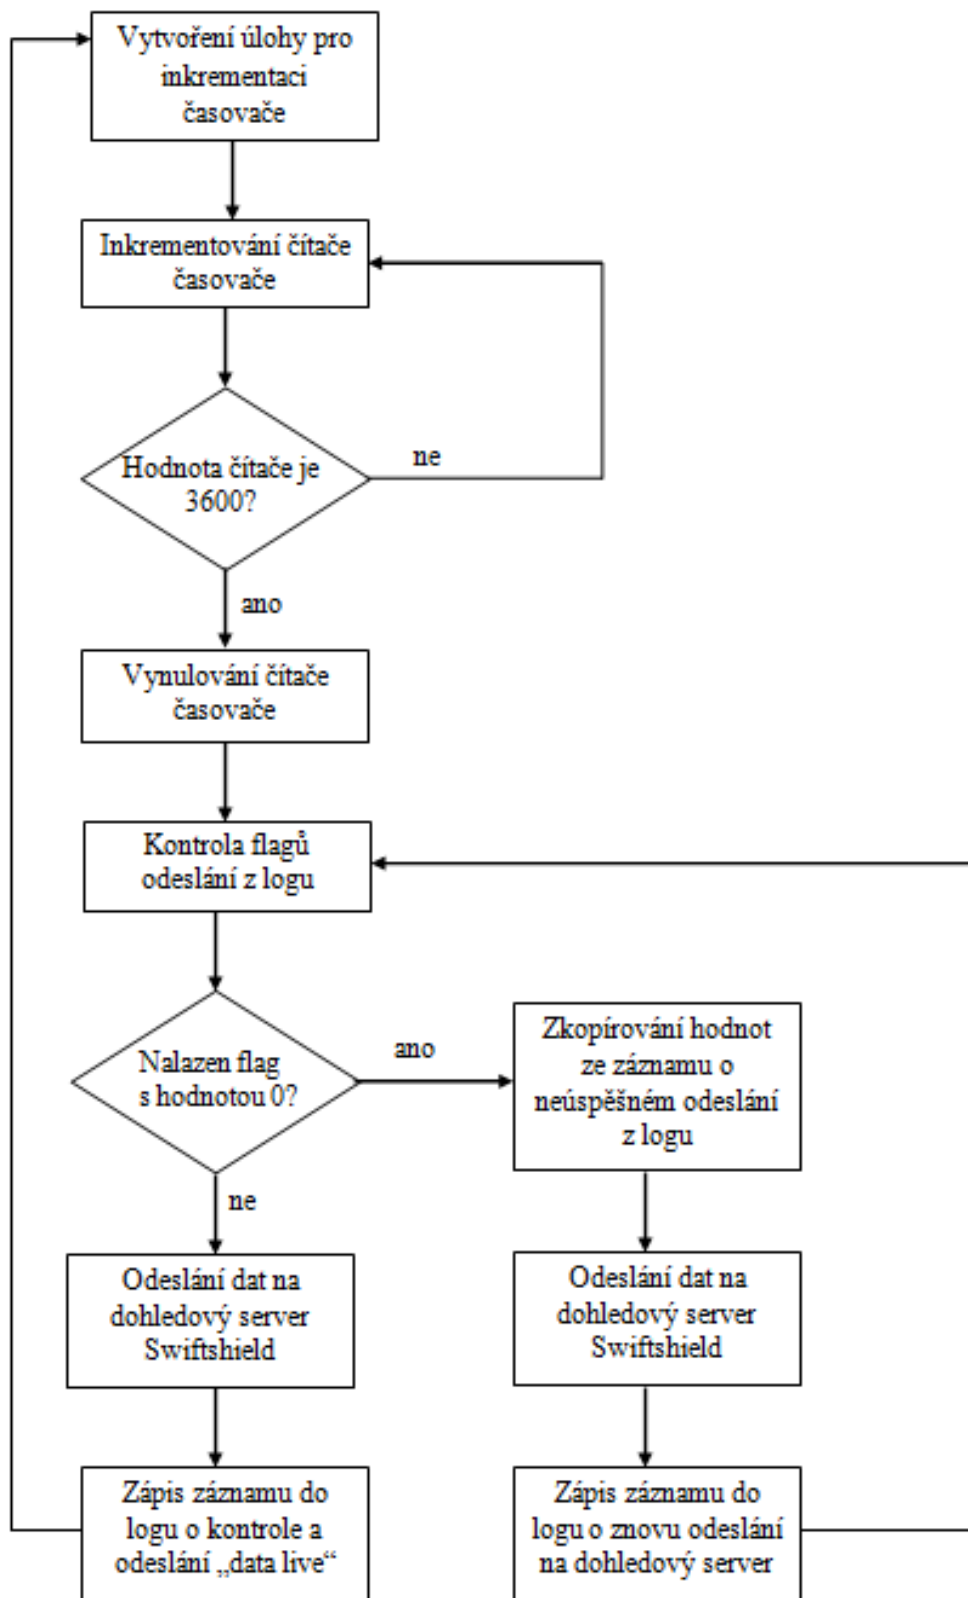 Vytvoření úlohy pro
inkrementaci
časovače
Inkrementování čítače
časovače
Hodnota čítače je
3600?
ne
ano
Vynulování čítače
časovače
Kontrola flagů
odeslání z logu
Nalazen flag
s hodnotou 0?
ano
ne
Zkopírování hodnot
ze záznamu o
neúspěšném odeslání
z logu
Odeslání dat na
dohledový server
Swiftshield
Odeslání dat na
dohledový server
Swiftshield
Zápis záznamu do
logu o kontrole a
odeslání „data live“
Zápis záznamu do
logu o znovu odeslání
na dohledový server